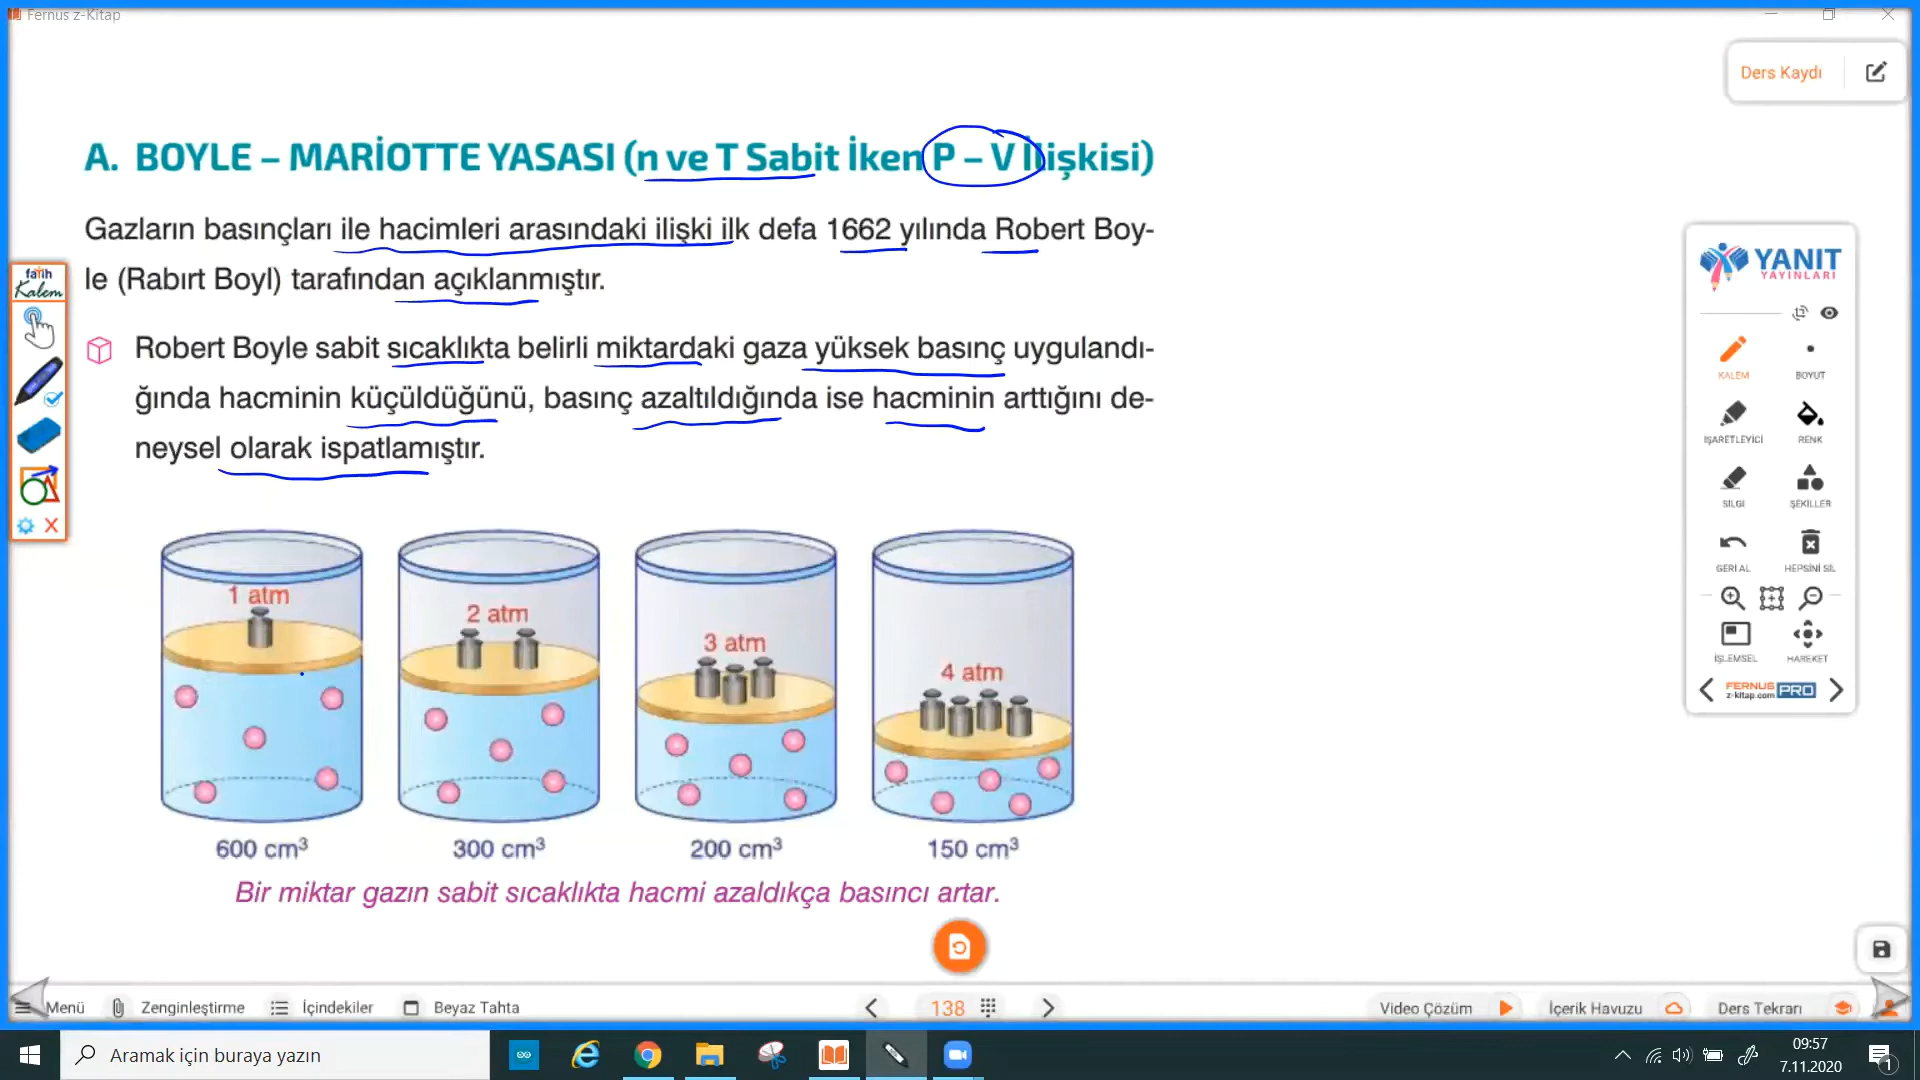 Fernus z-Kitap
Ders Kaydı
A. BOYLE – MARİOTTE YASASI (n ve T Sabit İken P – V İlişkisi)
Gazların basınçları ile hacimleri arasındaki ilişki ilk defa 1662 yılında Robert Boy-
le (Rabırt Boyl) tarafından açıklanmıştır.
Robert Boyle sabit sıcaklıkta belirli miktardaki gaza yüksek basınç uygulandı-
ğında hacminin küçüldüğünü, basınç azaltıldığında ise hacminin arttığını de-
neysel olarak ispatlamıştır.
fatih
Kalem
1 atm
2 atm
3 atm
4 atm
600 cm³
300 cm³
200 cm³
150 cm³
Bir miktar gazın sabit sıcaklıkta hacmi azaldıkça basıncı artar.
YANIT
YAYINLARI
KALEM
BOYUT
İŞARETLEYİCİ
RENK
SİLGİ
ŞEKİLLER
GERİ AL
HEPSİNİ SİL
İŞLEMSEL
HAREKET
FERNUS
z-kitap.com PRO
Menü
Zenginleştirme
İçindekiler
Beyaz Tahta
138
Video Çözüm
İçerik Havuzu
Ders Tekrarı
Aramak için buraya yazın
09:57
7.11.2020
1